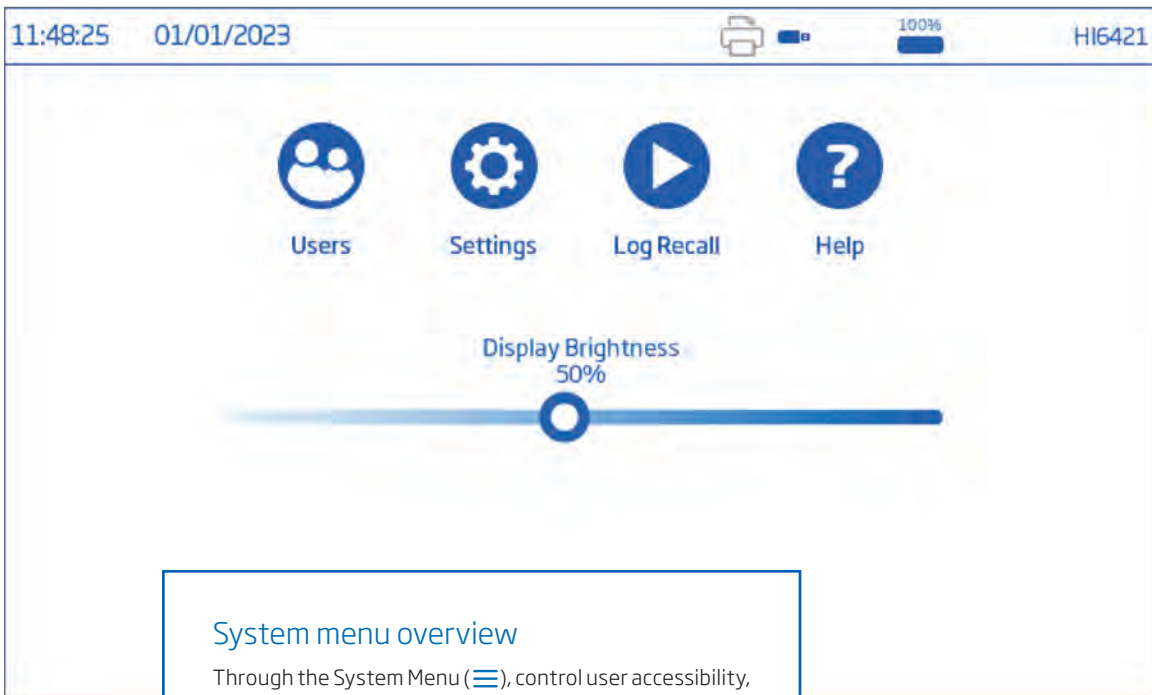 11:48:25 01/01/2023 100% HI6421
?
Users Settings Log Recall Help
Display Brightness
50%
System menu overview
Through the System Menu (☰), control user accessibility,